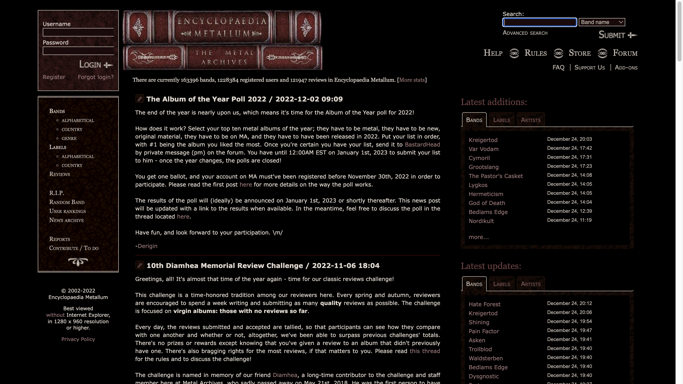 Username
Password
LOGIN
Register Forgot login?
ENCYCLOPAEDIA
METALLUM
THE METAL
ARCHIVES
Search:
Band name
ADVANCED SEARCH
SUBMIT
HELP RULES STORE FORUM
FAQ | SUPPORT US | ADD-ONS
There are currently 163396 bands, 1228384 registered users and 121947 reviews in Encyclopaedia Metallum. [More stats]
BANDS
ALPHABETICAL
COUNTRY
GENRE
LABELS
ALPHABETICAL
COUNTRY
REVIEWS
R.I.P.
RANDOM BAND
USER RANKINGS
NEWS ARCHIVE
REPORTS
CONTRIBUTE / TO DO
© 2002-2022
Encyclopaedia Metallum
Best viewed
without Internet Explorer,
in 1280 x 960 resolution
or higher.
Privacy Policy
The Album of the Year Poll 2022 / 2022-12-02 09:09
The end of the year is nearly upon us, which means it's time for the Album of the Year poll for 2022!
How does it work? Select your top ten metal albums of the year; they have to be metal, they have to be new,
original material, they have to be on MA, and they have to have been released in 2022. Put your list in order,
with #1 being the album you liked the most. Once you're certain you have your list, send it to BastardHead
by private message (pm) on the forum. You have until 12:00AM EST on January 1st, 2023 to submit your list
to him - once the year changes, the polls are closed!
You get one ballot, and your account on MA must've been registered before November 30th, 2022 in order to
participate. Please read the first post here for more details on the way the poll works.
The results of the poll will (ideally) be announced on January 1st, 2023 or shortly thereafter. This news post
will be updated with a link to the results when available. In the meantime, feel free to discuss the poll in the
thread located here.
Have fun, and look forward to your participation. \m/
~Derigin
10th Diamhea Memorial Review Challenge / 2022-11-06 18:04
Greetings, all! It's almost that time of the year again - time for our classic reviews challenge!
This challenge is a time-honored tradition among our reviewers here. Every spring and autumn, reviewers
are encouraged to spend a week writing and submitting as many quality reviews as possible. The challenge
is focused on virgin albums: those with no reviews so far.
Every day, the reviews submitted and accepted are tallied, so that participants can see how they compare
with one another and whether or not, altogether, we've been able to surpass previous challenges' totals.
There's no prizes or rewards except knowing that you've given a review to an album that didn't previously
have one. There's also bragging rights for the most reviews, if that matters to you. Please read this thread
for the rules and to discuss the challenge!
The challenge is named in memory of our friend Diamhea, a long-time contributor to the challenge and staff
member here at Metal Archives, who sadly passed away on May 21st, 2018. He was the first person to have
Latest additions:
BANDS LABELS ARTISTS
Kreigertod December 24, 20:03
Var Vodam December 24, 17:42
Cymoril December 24, 17:31
Grootslang December 24, 17:23
The Pastor's Casket December 24, 14:08
Lygkos December 24, 14:08
Hermeticism December 24, 14:05
God of Death December 24, 14:04
Bedlams Edge December 24, 12:39
Nordikult December 24, 11:19
more...
Latest updates:
BANDS LABELS ARTISTS
Hate Forest December 24, 20:12
Kreigertod December 24, 20:06
Shining December 24, 19:54
Pain Factor December 24, 19:47
Asken December 24, 19:41
Trollblod December 24, 19:40
Waldsterben December 24, 19:40
Bedlams Edge December 24, 19:40
Dysgnostic December 24, 19:40